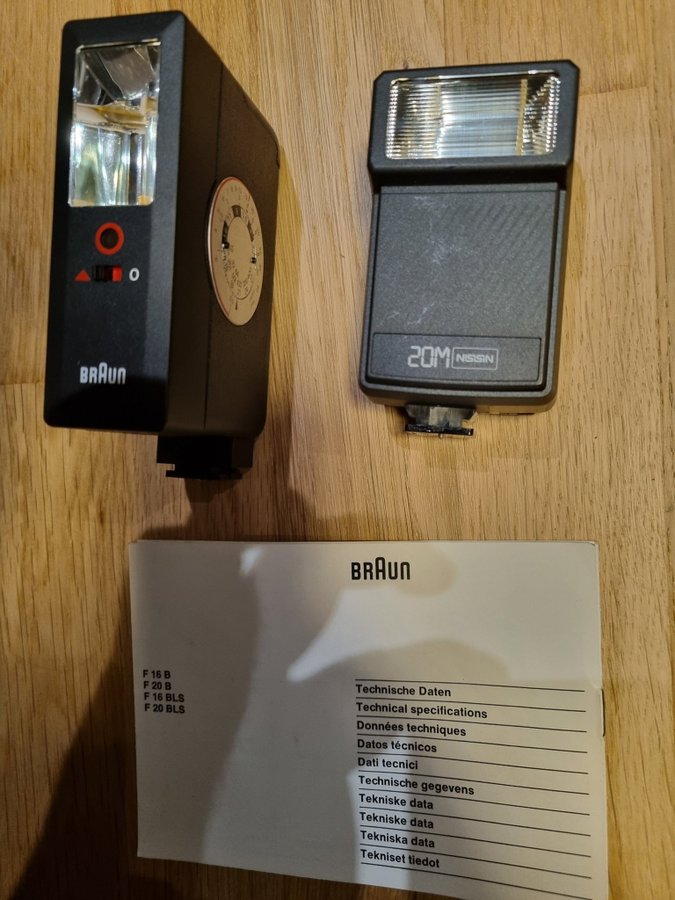 O
BRAUN
20M NISSIN
BRAUN
F 16 B
F 20 B
F 16 BLS
F 20 BLS
Technische Daten
Technical specifications
Données techniques
Datos técnicos
Dati tecnici
Technische gegevens
Tekniske data
Tekniske data
Tekniska data
Tekniset tiedot